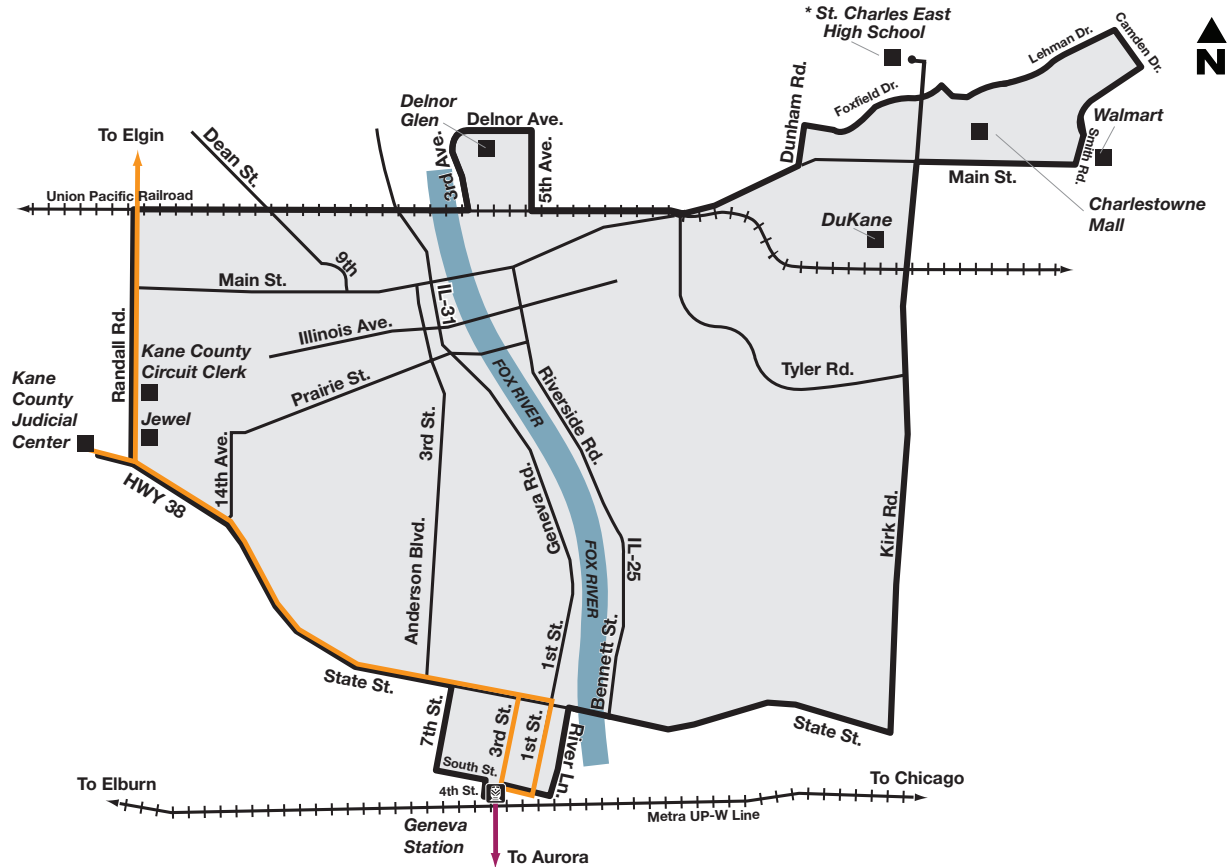 * St. Charles East
High School
Lehman Dr.
Camden Dr.
N
Foxfield Dr.
Dunham Rd.
Walmart
Smith Rd.
Main St.
Charlestowne
Mall
Delnor
Glen
Delnor Ave.
3rd Ave.
5th Ave.
To Elgin
Dean St.
Union Pacific Railroad
DuKane
9th
Main St.
IL-31
Illinois Ave.
Randall Rd.
Kane County
Circuit Clerk
Kane
County
Judicial
Center
Jewel
Prairie St.
FOX RIVER
Riverside Rd.
Tyler Rd.
14th Ave.
3rd St.
HWY 38
Geneva Rd.
Kirk Rd.
Anderson Blvd.
FOX RIVER
IL-25
1st St.
Bennett St.
State St.
State St.
7th St.
3rd St.
1st St.
River Ln.
South St.
4th St.
To Elburn
To Chicago
Metra UP-W Line
Geneva
Station
To Aurora